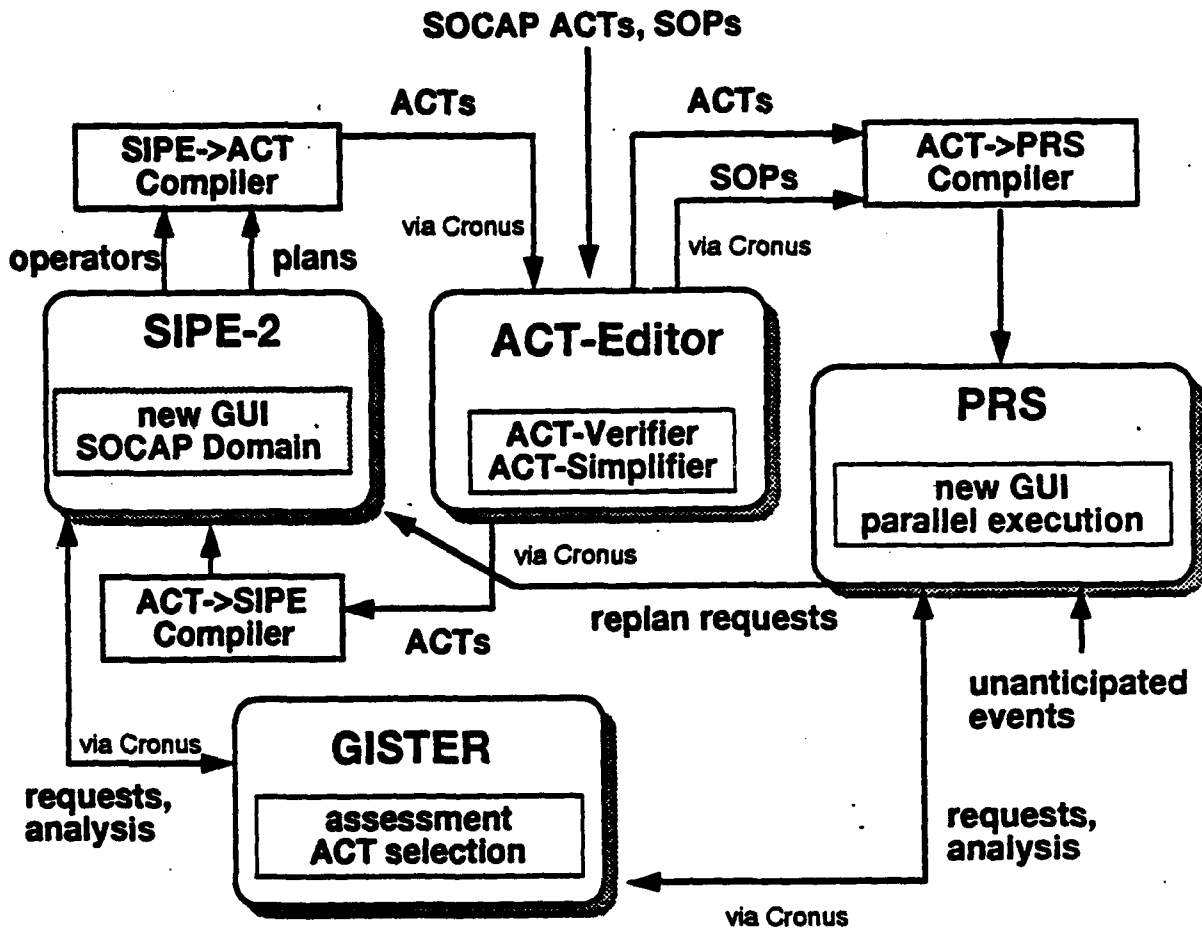 SOCAP ACTs, SOPs
ACTs
ACTs
SIPE->ACT
Compiler
ACT->PRS
Compiler
SOPs
via Cronus
via Cronus
operators
plans
SIPE-2
new GUI
SOCAP Domain
ACT-Editor
ACT-Verifier
ACT-Simplifier
PRS
new GUI
parallel execution
via Cronus
ACT->SIPE
Compiler
ACTs
replan requests
unanticipated
events
via Cronus
GISTER
assessment
ACT selection
requests,
analysis
requests,
analysis
via Cronus